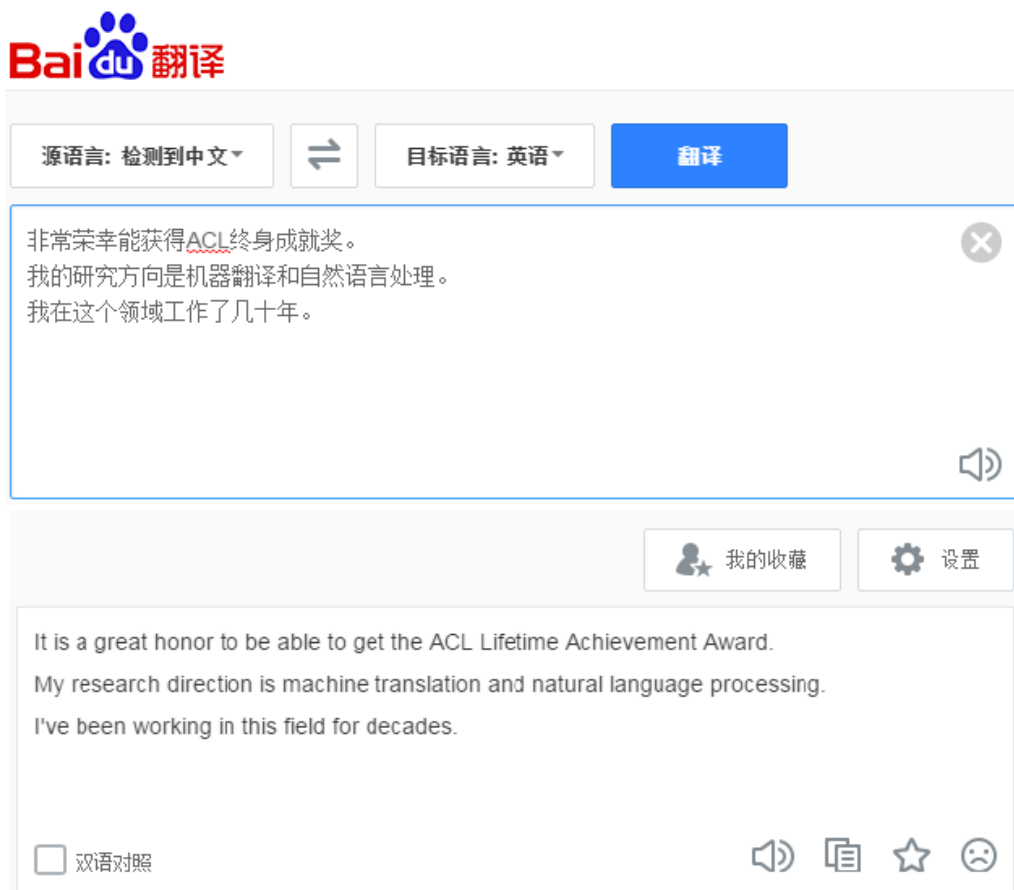 Baidu翻译
源语言: 检测到中文
目标语言: 英语
翻译
非常荣幸能获得ACL终身成就奖。
我的研究方向是机器翻译和自然语言处理。
我在这个领域工作了几十年。
我的收藏
设置
It is a great honor to be able to get the ACL Lifetime Achievement Award.
My research direction is machine translation and natural language processing.
I've been working in this field for decades.
双语对照